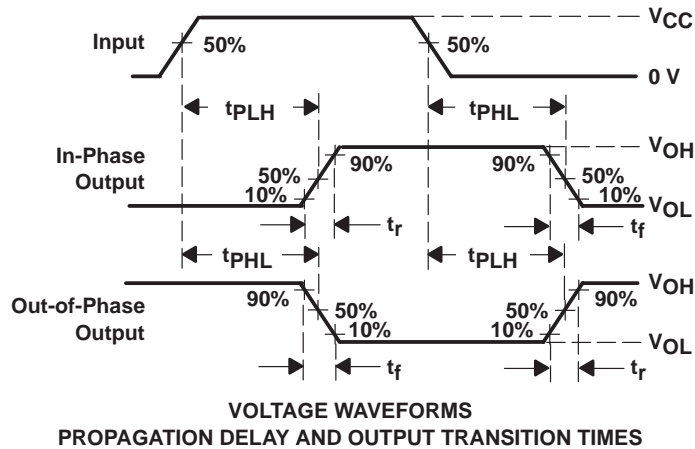 Input
50%
50%
VCC
0 V
tPLH
tPHL
In-Phase
Output
50%
10%
90%
90%
50%
10%
VOH
VOL
tr
tf
tPHL
tPLH
Out-of-Phase
Output
90%
50%
10%
50%
10%
90%
VOH
VOL
tf
tr
VOLTAGE WAVEFORMS
PROPAGATION DELAY AND OUTPUT TRANSITION TIMES